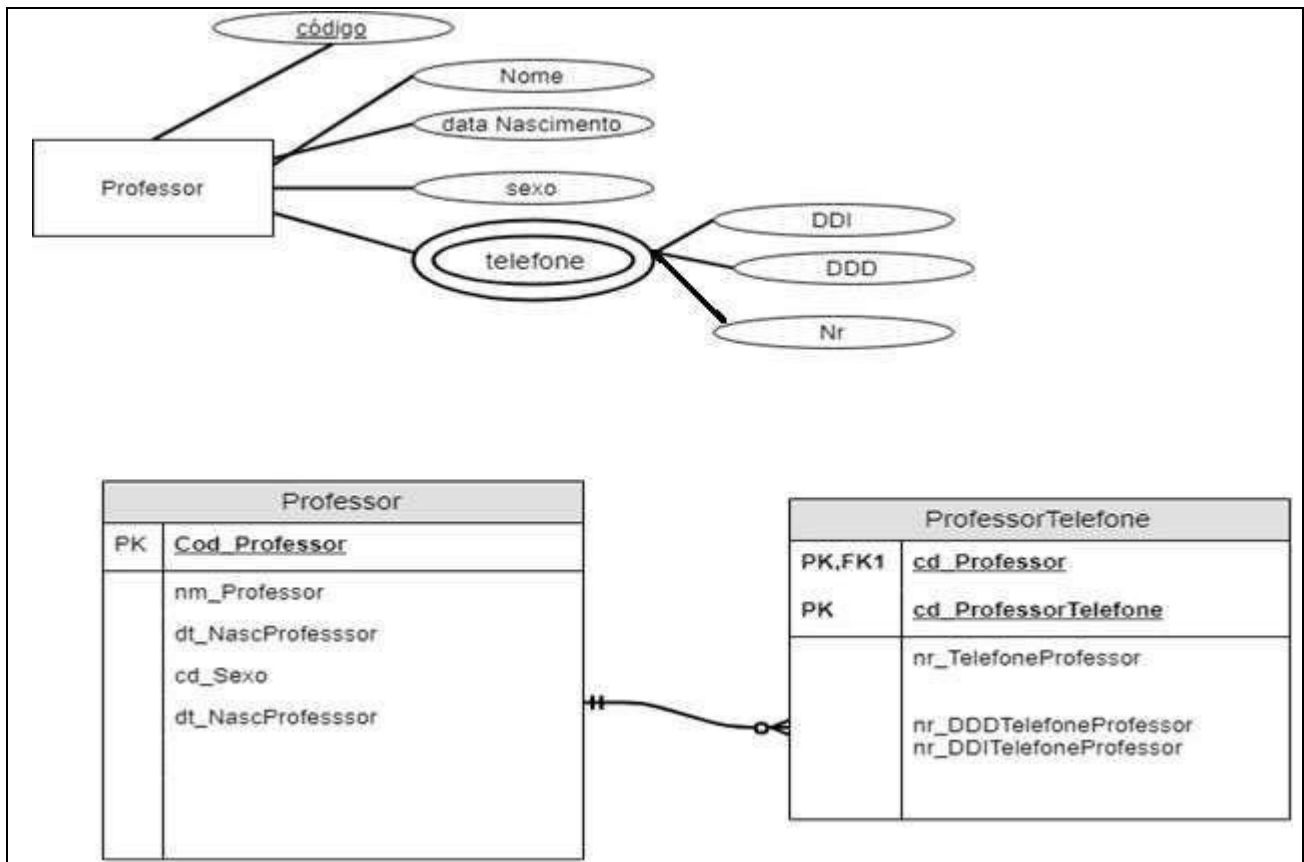 código
Nome
data Nascimento
Professor
sexo
telefone
DDI
DDD
Nr
Professor
PK Cod_Professor
nm_Professor
dt_NascProfesssor
cd_Sexo
dt_NascProfesssor
ProfessorTelefone
PK,FK1 cd_Professor
PK cd_ProfessorTelefone
nr_TelefoneProfessor
nr_DDDTelefoneProfessor
nr_DDITelefoneProfessor